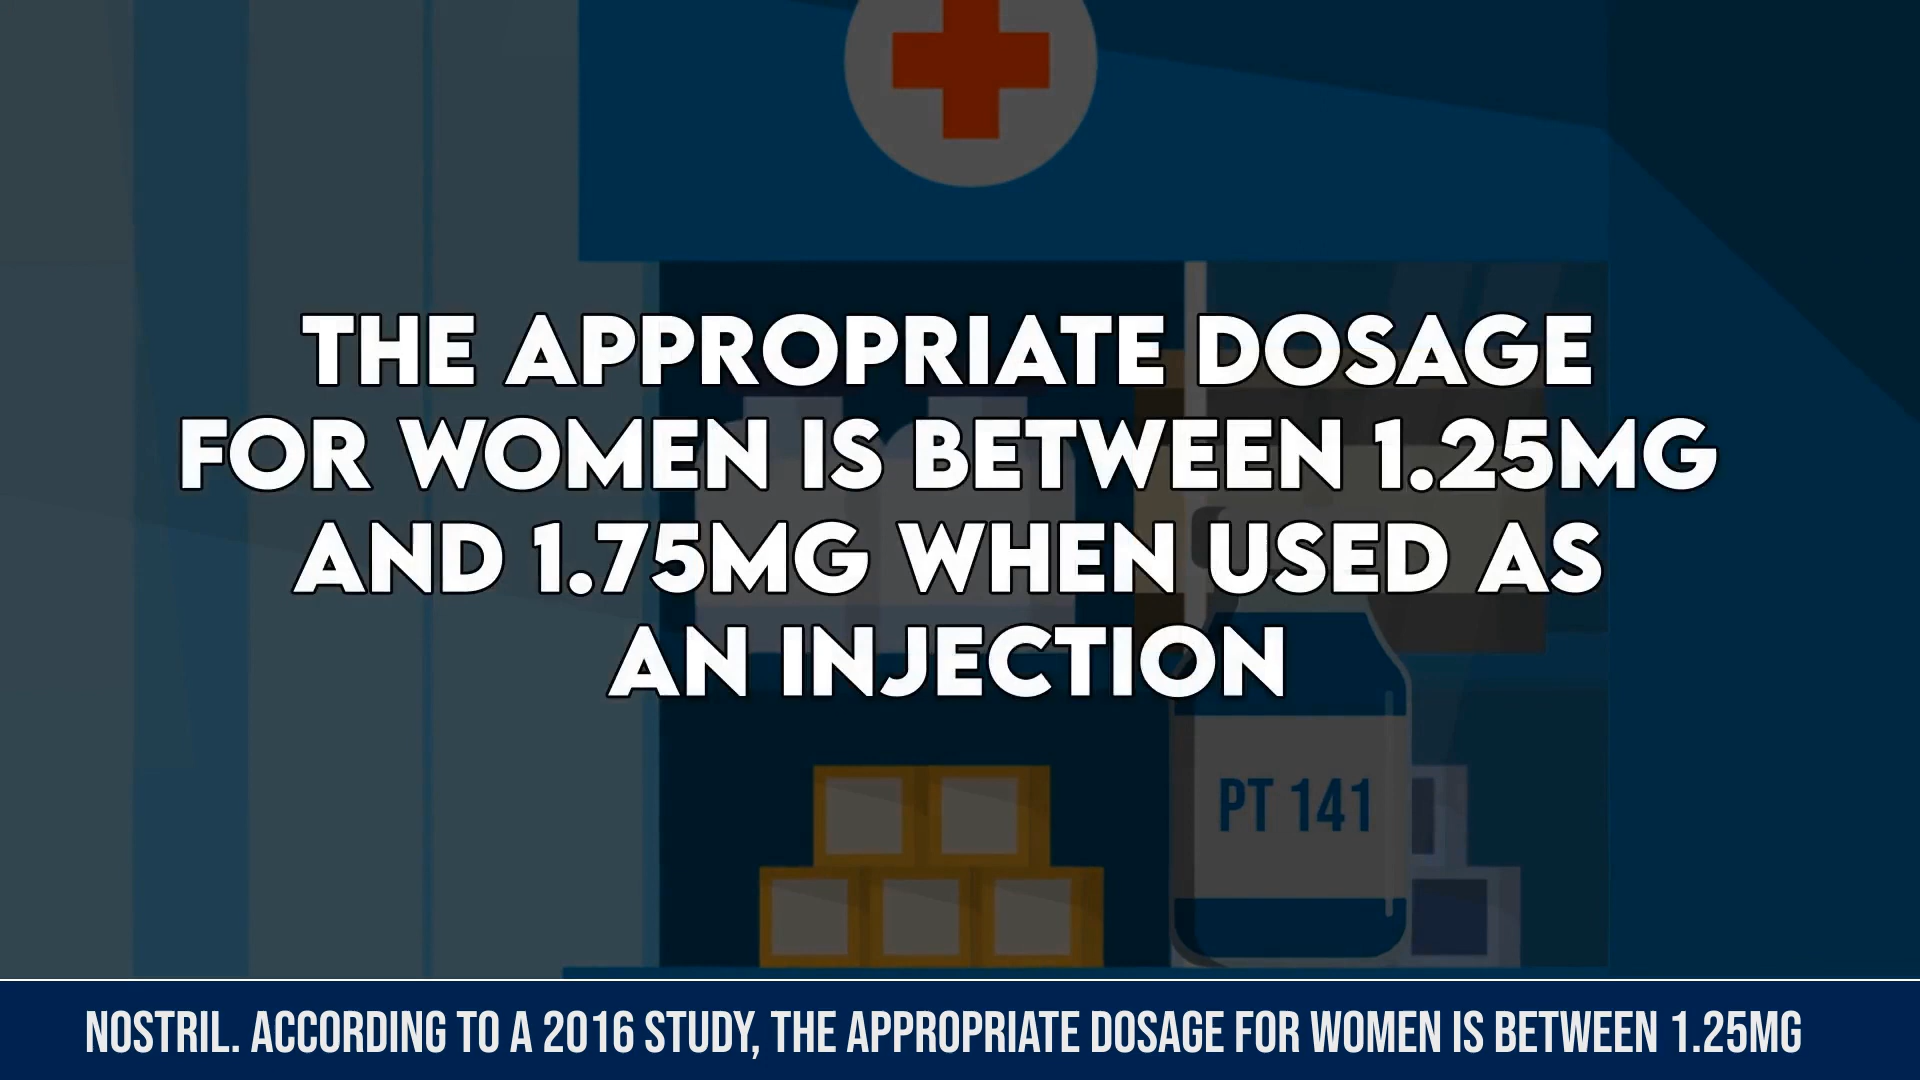 THE APPROPRIATE DOSAGE
FOR WOMEN IS BETWEEN 1.25MG
AND 1.75MG WHEN USED AS
AN INJECTION
PT 141
NOSTRIL. ACCORDING TO A 2016 STUDY, THE APPROPRIATE DOSAGE FOR WOMEN IS BETWEEN 1.25MG